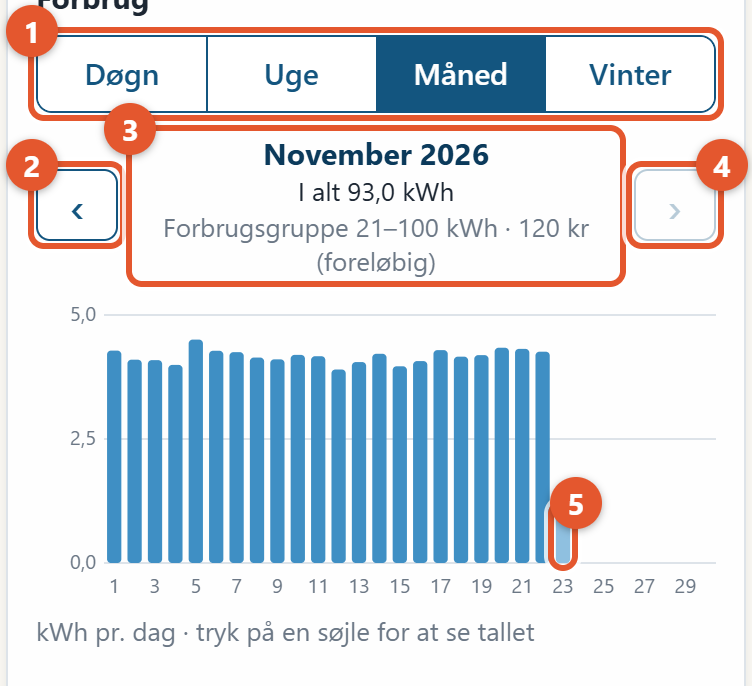 Forbrug
1
Døgn Uge Måned Vinter
3
2
4
November 2026
I alt 93,0 kWh
‹ ›
Forbrugsgruppe 21–100 kWh · 120 kr
(foreløbig)
5,0
2,5
5
0,0
1 3 5 7 9 11 13 15 17 19 21 23 25 27 29
kWh pr. dag · tryk på en søjle for at se tallet